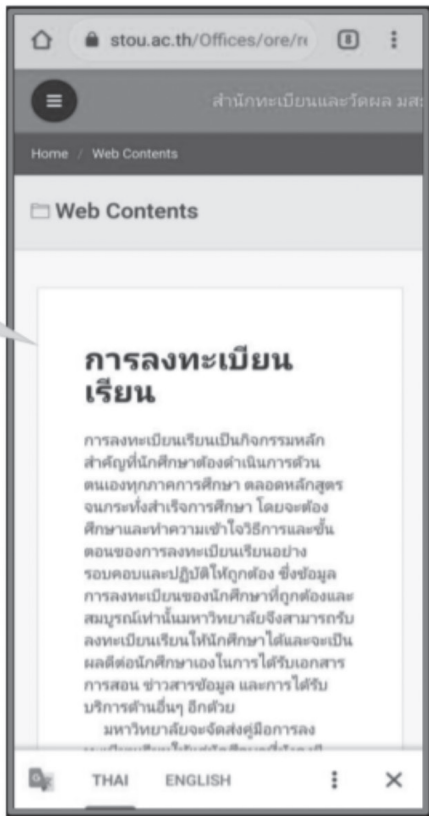 stou.ac.th/Offices/ore/re
8
สำนักทะเบียนและวัดผล มส
Home / Web Contents
Web Contents
การลงทะเบียน
เรียน
การลงทะเบียนเรียนเป็นกิจกรรมหลัก
สำคัญที่นักศึกษาต้องดำเนินการด้วย
ตนเองทุกภาคการศึกษา ตลอดหลักสูตร
จนกระทั่งสำเร็จการศึกษา โดยจะต้อง
ศึกษาและทำความเข้าใจวิธีการและขั้น
ตอนของการลงทะเบียนเรียนอย่าง
รอบคอบและปฏิบัติให้ถูกต้อง ซึ่งข้อมูล
การลงทะเบียนของนักศึกษาที่ถูกต้องและ
สมบูรณ์เท่านั้นมหาวิทยาลัยจึงสามารถรับ
ลงทะเบียนเรียนให้นักศึกษาได้และจะเป็น
ผลดีต่อนักศึกษาเองในการได้รับเอกสาร
การสอน ข่าวสารข้อมูล และการได้รับ
บริการด้านอื่นๆ อีกด้วย
มหาวิทยาลัยจะจัดส่งคู่มือการลง
THAI ENGLISH